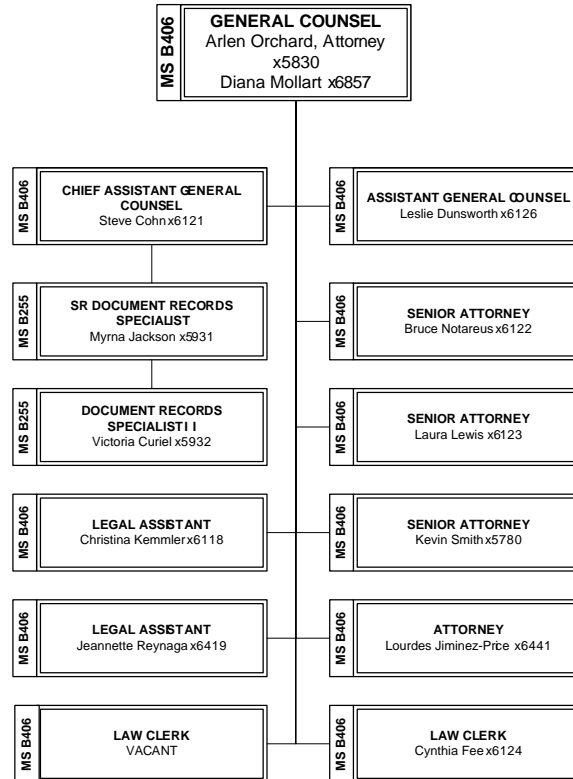 MS B406
GENERAL COUNSEL
Arlen Orchard, Attorney
x5830
Diana Mollart x6857
MS B406
CHIEF ASSISTANT GENERAL
COUNSEL
Steve Cohn x6121
MS B406
ASSISTANT GENERAL COUNSEL
Leslie Dunsworth x6126
MS B255
SR DOCUMENT RECORDS
SPECIALIST
Myrna Jackson x5931
MS B406
SENIOR ATTORNEY
Bruce Notareus x6122
MS B255
DOCUMENT RECORDS
SPECIALIST I I
Victoria Curiel x5932
MS B406
SENIOR ATTORNEY
Laura Lewis x6123
MS B406
LEGAL ASSISTANT
Christina Kemmler x6118
MS B406
SENIOR ATTORNEY
Kevin Smith x5780
MS B406
LEGAL ASSISTANT
Jeannette Reynaga x6419
MS B406
ATTORNEY
Lourdes Jiminez-Price x6441
MS B406
LAW CLERK
VACANT
MS B406
LAW CLERK
Cynthia Fee x6124